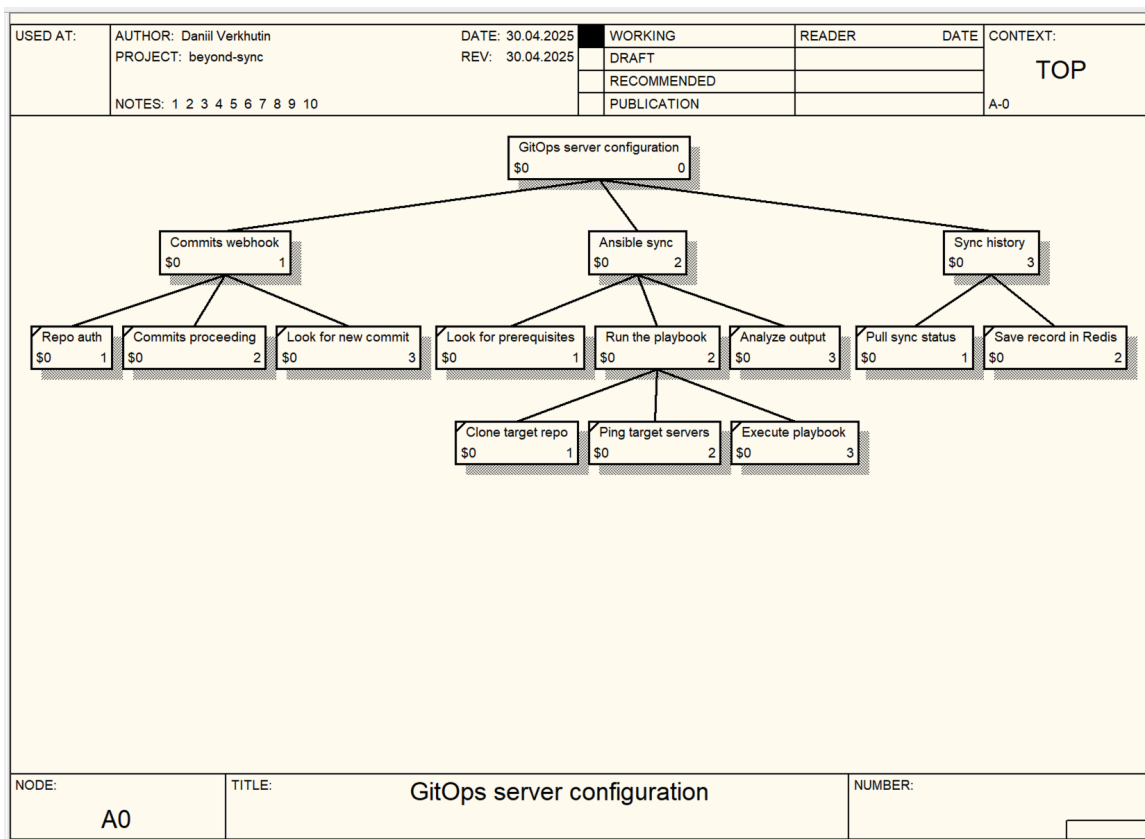 USED AT:
AUTHOR: Daniil Verkhutin
DATE: 30.04.2025
PROJECT: beyond-sync
REV: 30.04.2025
NOTES: 1 2 3 4 5 6 7 8 9 10
WORKING
DRAFT
RECOMMENDED
PUBLICATION
READER
DATE
CONTEXT:
TOP
A-0
GitOps server configuration
$0 0
Commits webhook
$0 1
Ansible sync
$0 2
Sync history
$0 3
Repo auth
$0 1
Commits proceeding
$0 2
Look for new commit
$0 3
Look for prerequisites
$0 1
Run the playbook
$0 2
Analyze output
$0 3
Pull sync status
$0 1
Save record in Redis
$0 2
Clone target repo
$0 1
Ping target servers
$0 2
Execute playbook
$0 3
NODE:
A0
TITLE:
GitOps server configuration
NUMBER: